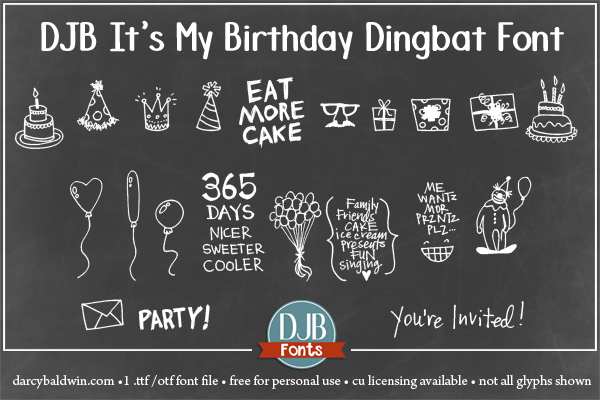 DJB It's My Birthday Dingbat Font
EAT
MORE
CAKE
365
DAYS
NICER
SWEETER
COOLER
Family
Friends
CAKE
ice cream
presents
FUN
singing
ME
WANTZ
MOR
PRZNTZ
PLZ...
PARTY!
You're Invited!
DJB
Fonts
darcybaldwin.com • 1 .ttf /otf font file • free for personal use • cu licensing available • not all glyphs shown